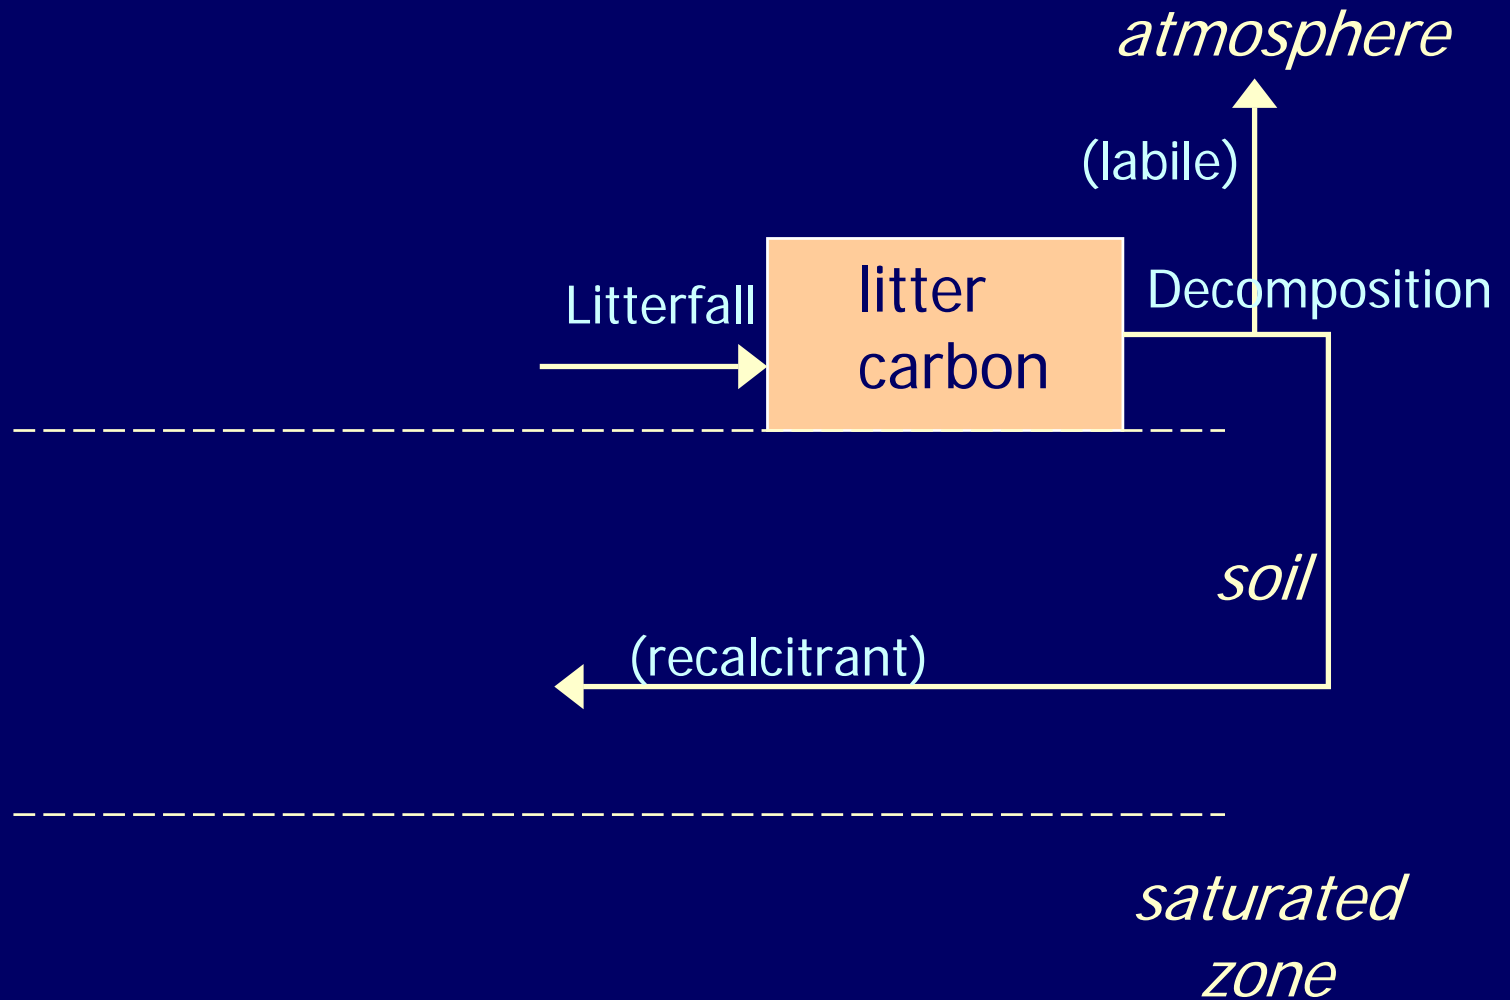 atmosphere
(labile)
Litterfall
litter
carbon
Decomposition
soil
(recalcitrant)
saturated
zone